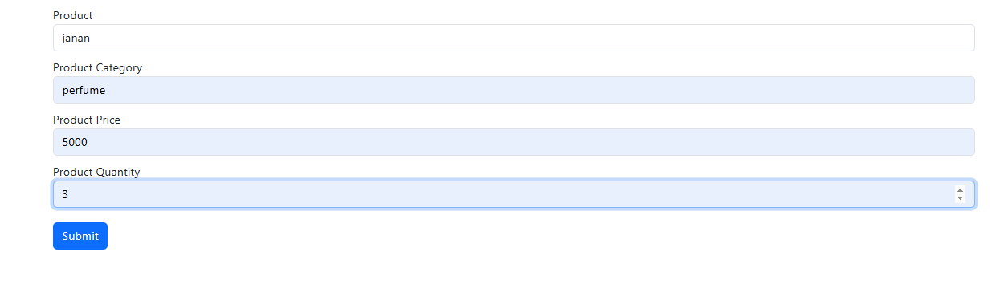 Product
janan
Product Category
perfume
Product Price
5000
Product Quantity
3
Submit